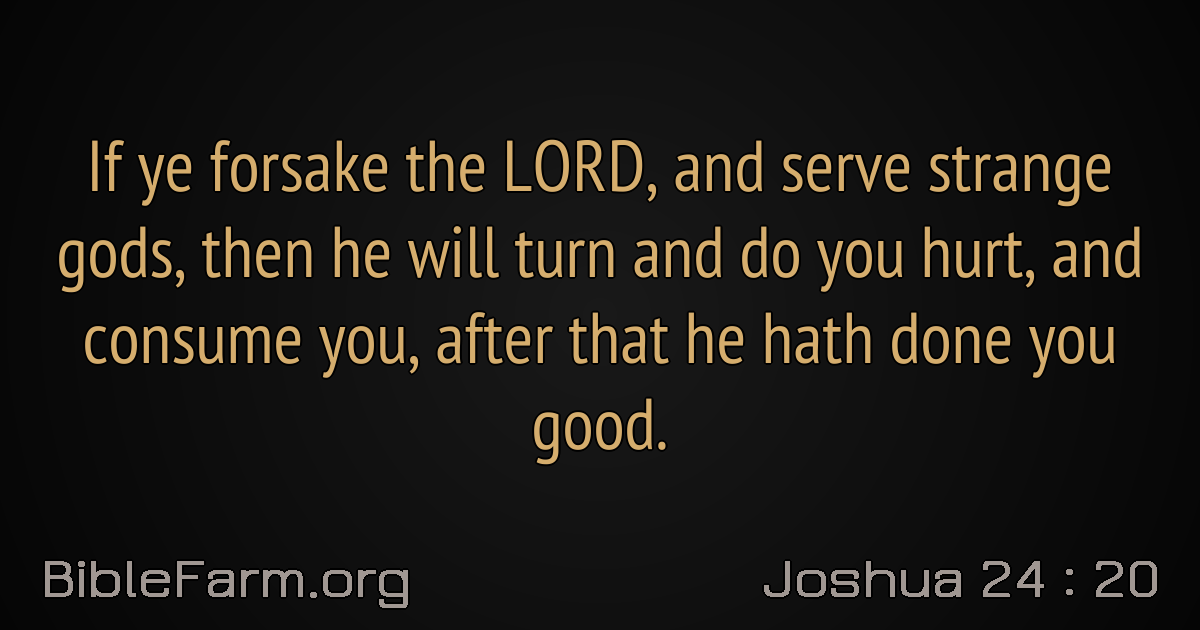 If ye forsake the LORD, and serve strange
gods, then he will turn and do you hurt, and
consume you, after that he hath done you
good.
BibleFarm.org
Joshua 24 : 20